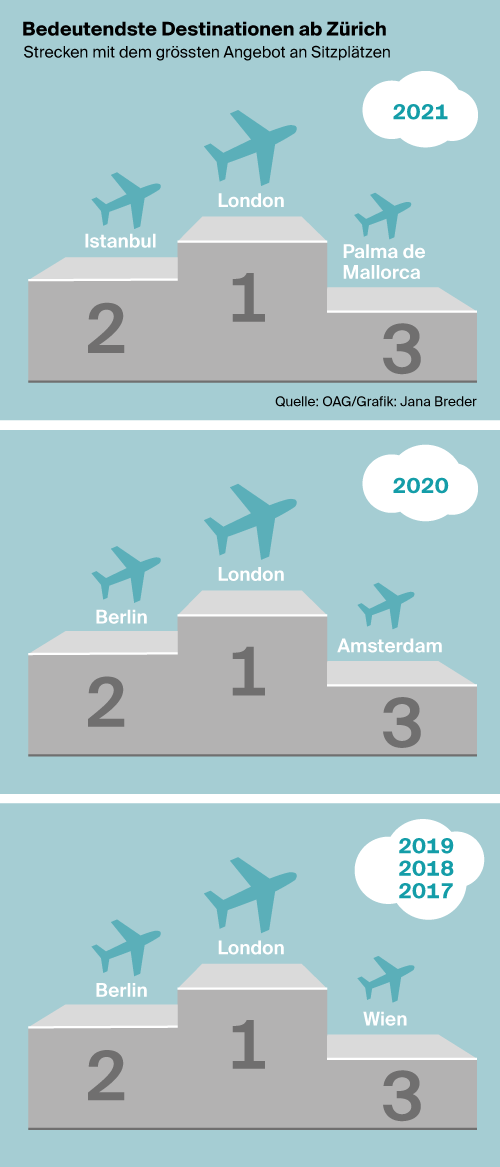 Bedeutendste Destinationen ab Zürich
Strecken mit dem grössten Angebot an Sitzplätzen
2021
London
Istanbul
Palma de
Mallorca
1
2
3
Quelle: OAG/Grafik: Jana Breder
2020
London
Berlin
Amsterdam
1
2
3
2019
2018
2017
London
Berlin
Wien
1
2
3